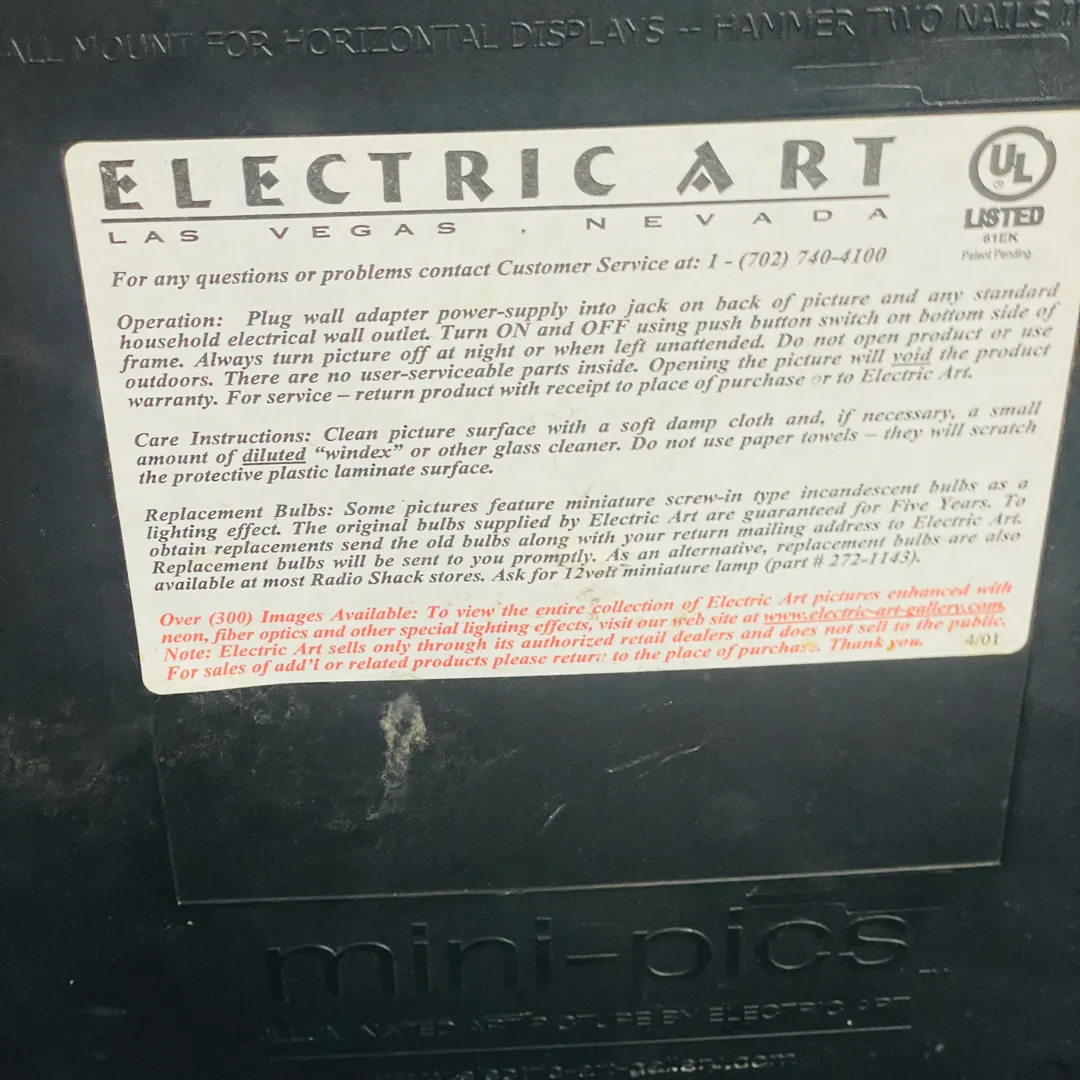 ALL MOUNT FOR HORIZONTAL DISPLAYS -- HAMMER TWO NAILS
ELECTRIC ART
LAS VEGAS, NEVADA
UL
LISTED
61EK
Patent Pending
For any questions or problems contact Customer Service at: 1 - (702) 740-4100
Operation: Plug wall adapter power-supply into jack on back of picture and any standard
household electrical wall outlet. Turn ON and OFF using push button switch on bottom side of
frame. Always turn picture off at night or when left unattended. Do not open product or use
outdoors. There are no user-serviceable parts inside. Opening the picture will void the product
warranty. For service – return product with receipt to place of purchase or to Electric Art.
Care Instructions: Clean picture surface with a soft damp cloth and, if necessary, a small
amount of diluted “windex” or other glass cleaner. Do not use paper towels – they will scratch
the protective plastic laminate surface.
Replacement Bulbs: Some pictures feature miniature screw-in type incandescent bulbs as a
lighting effect. The original bulbs supplied by Electric Art are guaranteed for Five Years. To
obtain replacements send the old bulbs along with your return mailing address to Electric Art.
Replacement bulbs will be sent to you promptly. As an alternative, replacement bulbs are also
available at most Radio Shack stores. Ask for 12volt miniature lamp (part # 272-1143).
Over (300) Images Available: To view the entire collection of Electric Art pictures enhanced with
neon, fiber optics and other special lighting effects, visit our web site at www.electric-art-gallery.com.
Note: Electric Art sells only through its authorized retail dealers and does not sell to the public.
For sales of add'l or related products please return to the place of purchase. Thank you. 4/01
mini-pics
ILLUMINATED ART PICTURE BY ELECTRIC ART
www.electric-art-gallery.com